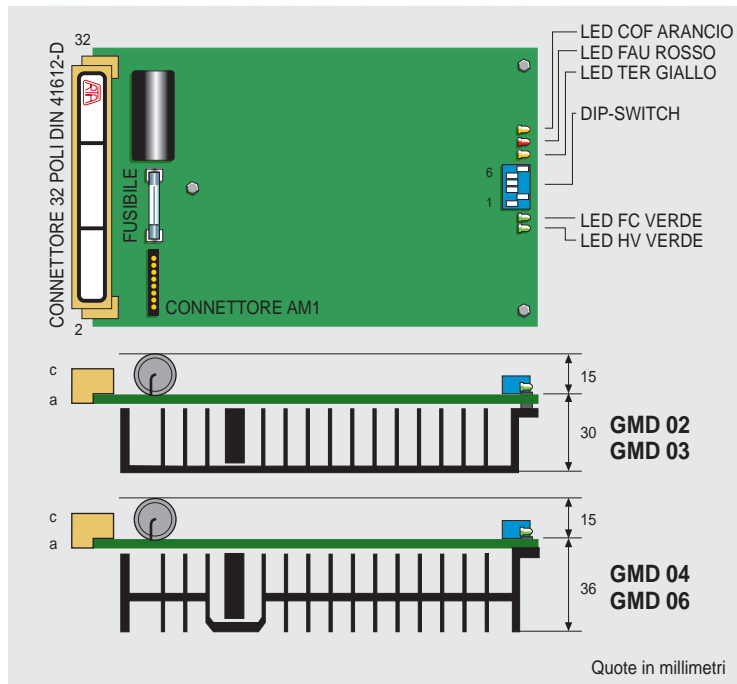 32
CONNETTORE 32 POLI DIN 41612-D
2
FUSIBILE
CONNETTORE AM1
LED COF ARANCIO
LED FAU ROSSO
LED TER GIALLO
DIP-SWITCH
6
1
LED FC VERDE
LED HV VERDE
c
a
15
30
GMD 02
GMD 03
c
a
15
36
GMD 04
GMD 06
Quote in millimetri